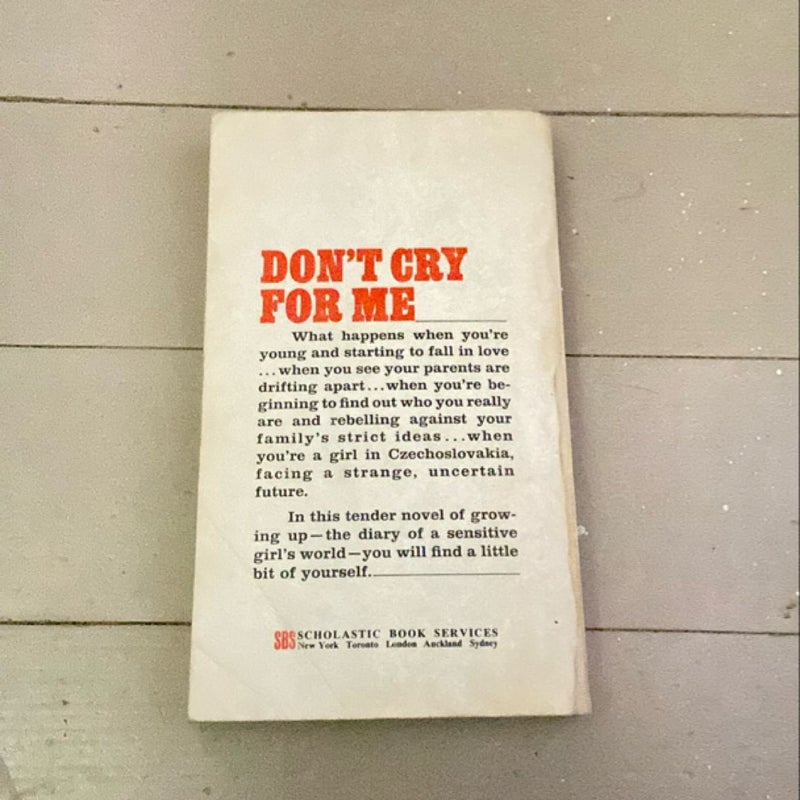 DON'T CRY
FOR ME
What happens when you're
young and starting to fall in love
...when you see your parents are
drifting apart...when you're be-
ginning to find out who you really
are and rebelling against your
family's strict ideas...when
you're a girl in Czechoslovakia,
facing a strange, uncertain
future.
In this tender novel of grow-
ing up—the diary of a sensitive
girl's world—you will find a little
bit of yourself.
SBS SCHOLASTIC BOOK SERVICES
New York Toronto London Auckland Sydney